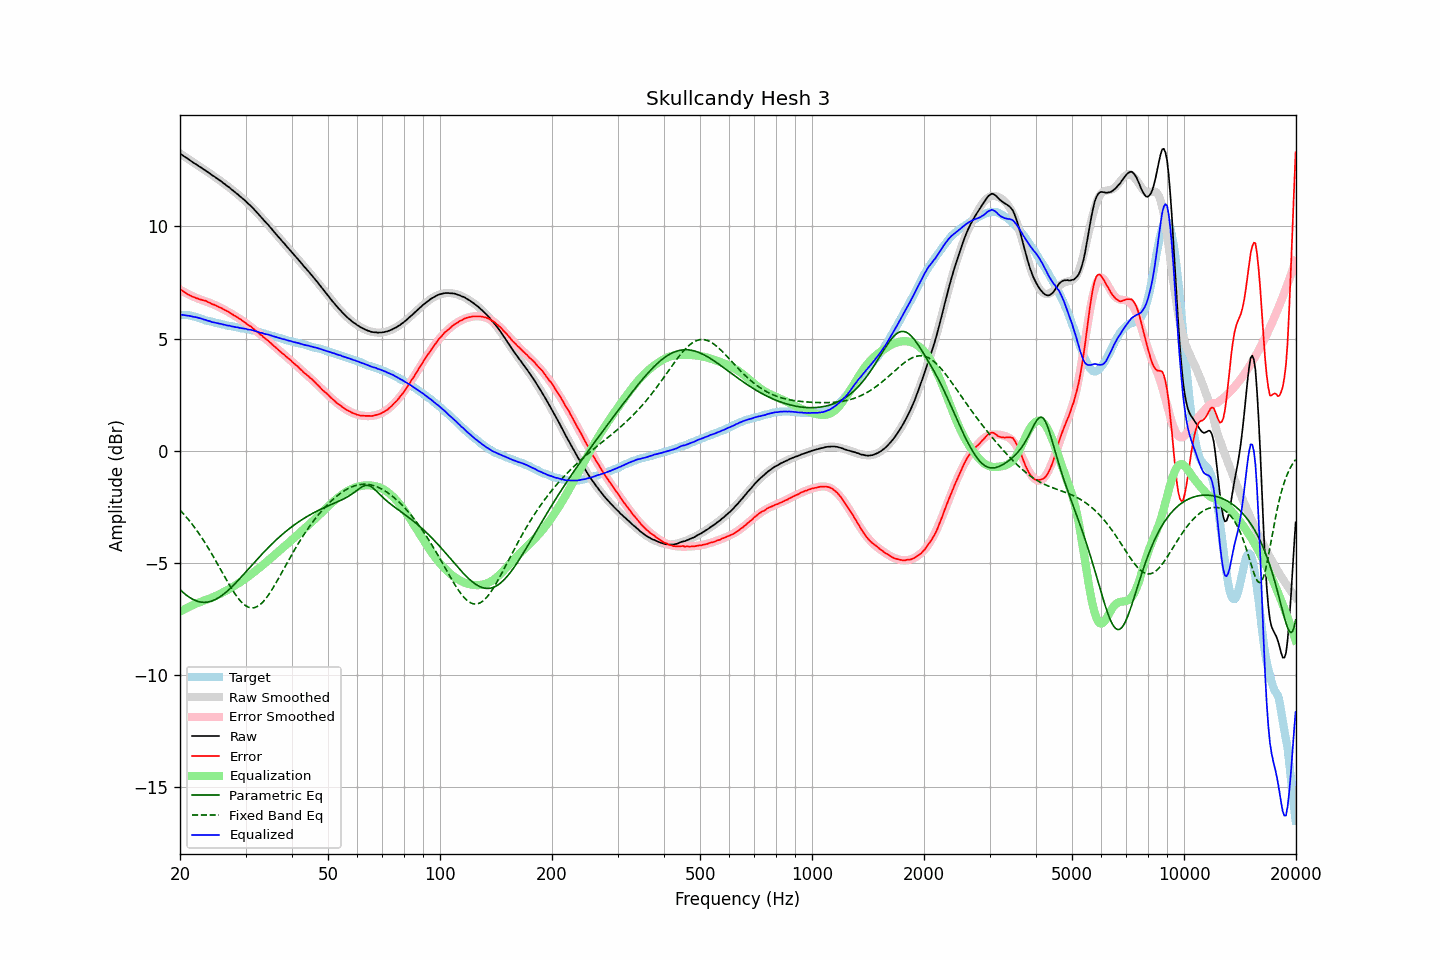 Skullcandy Hesh 3
Amplitude (dBr)
10
5
0
−5
−10
−15
Target
Raw Smoothed
Error Smoothed
Raw
Error
Equalization
Parametric Eq
Fixed Band Eq
Equalized
20 50 100 200 500 1000 2000 5000 10000 20000
Frequency (Hz)